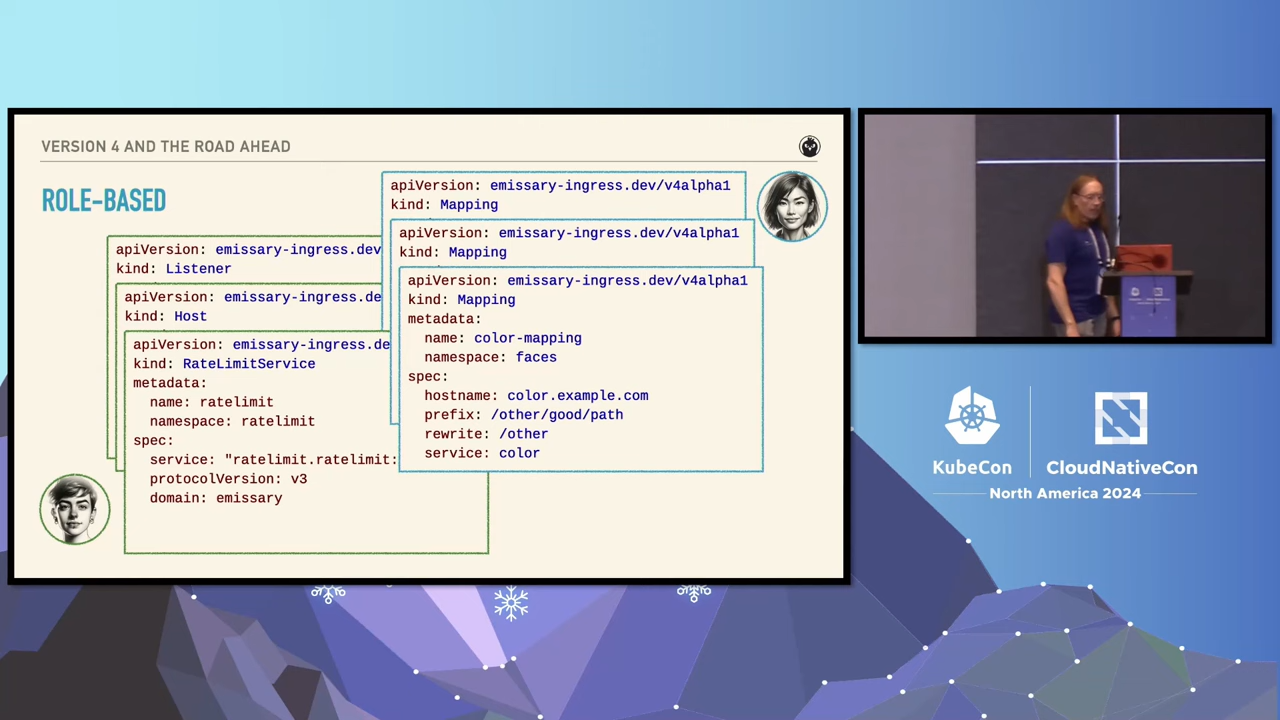 VERSION 4 AND THE ROAD AHEAD
ROLE-BASED
apiVersion: emissary-ingress.dev
kind: Listener
apiVersion: emissary-ingress.de
kind: Host
apiVersion: emissary-ingress.de
kind: RateLimitService
metadata:
name: ratelimit
namespace: ratelimit
spec:
service: "ratelimit.ratelimit:
protocolVersion: v3
domain: emissary
apiVersion: emissary-ingress.dev/v4alpha1
kind: Mapping
apiVersion: emissary-ingress.dev/v4alpha1
kind: Mapping
apiVersion: emissary-ingress.dev/v4alpha1
kind: Mapping
metadata:
name: color-mapping
namespace: faces
spec:
hostname: color.example.com
prefix: /other/good/path
rewrite: /other
service: color
KubeCon
CloudNativeCon
North America 2024